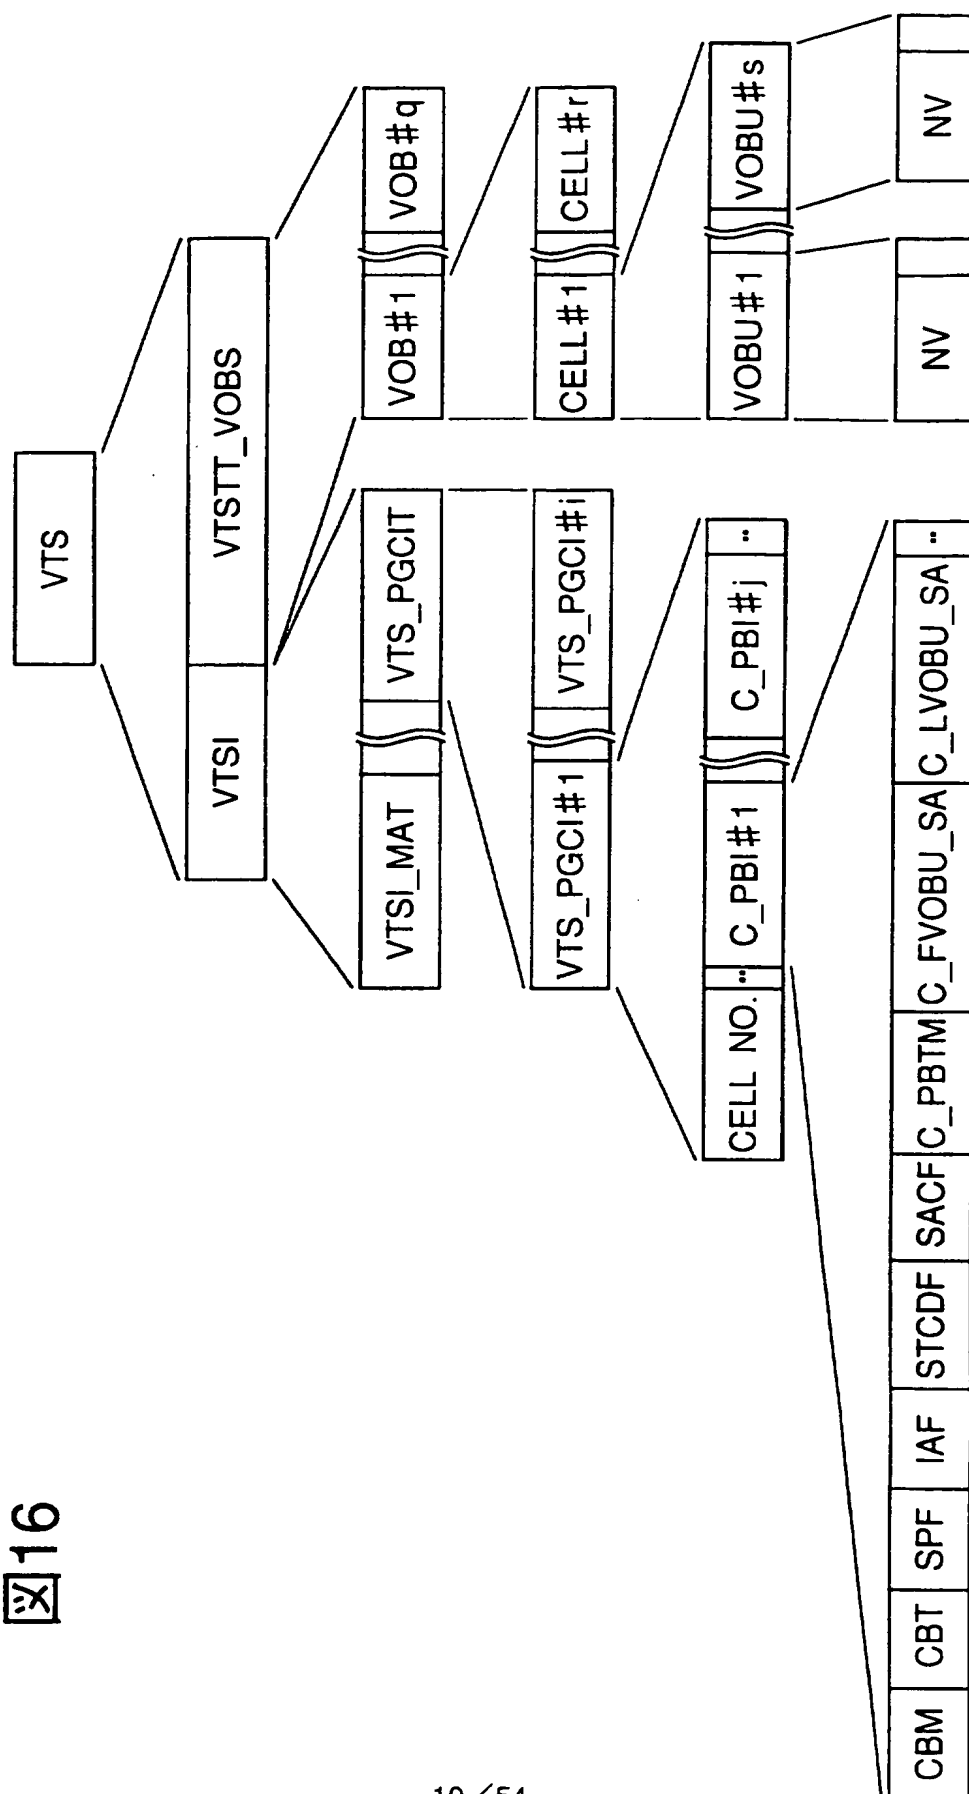 図16
VTS
VTSI VTSTT_VOBS
VTSI_MAT VTS_PGCIT VOB#1 VOB#q
VTS_PGCI#1 VTS_PGCI#i CELL#1 CELL#r
CELL NO. .. C_PBI#1 C_PBI#j .. VOBU#1 VOBU#s
CBM CBT SPF IAF STCDF SACF C_PBTM C_FVOBU_SA C_LVOBU_SA .. NV NV